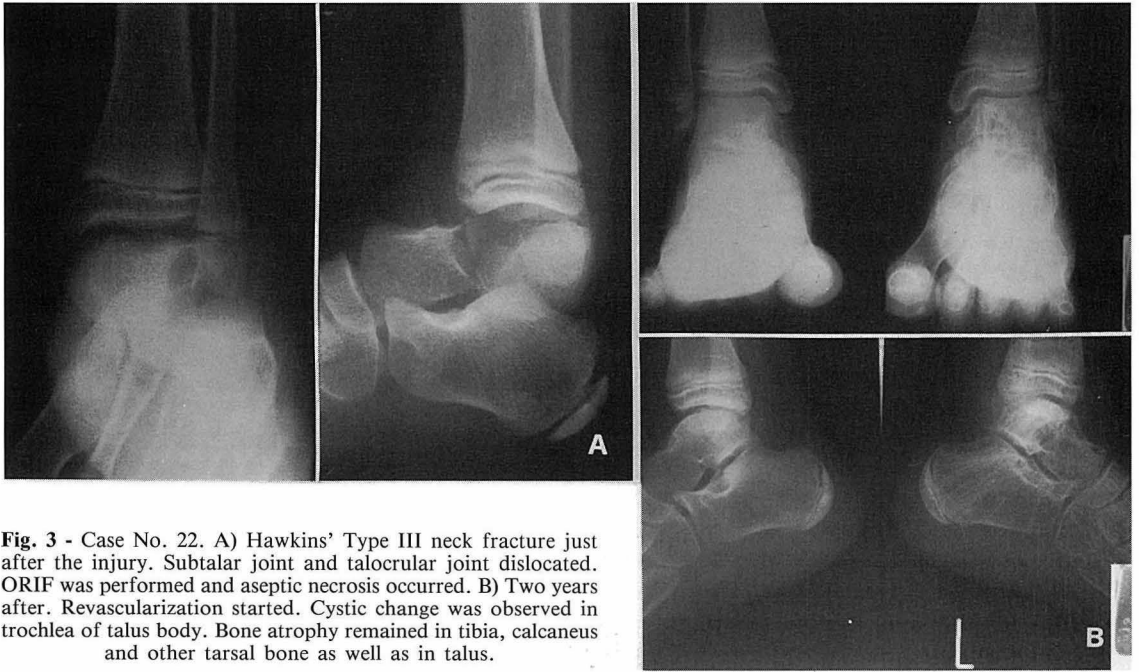 A
B
L
Fig. 3 - Case No. 22. A) Hawkins' Type III neck fracture just
after the injury. Subtalar joint and talocrular joint dislocated.
ORIF was performed and aseptic necrosis occurred. B) Two years
after. Revascularization started. Cystic change was observed in
trochlea of talus body. Bone atrophy remained in tibia, calcaneus
and other tarsal bone as well as in talus.